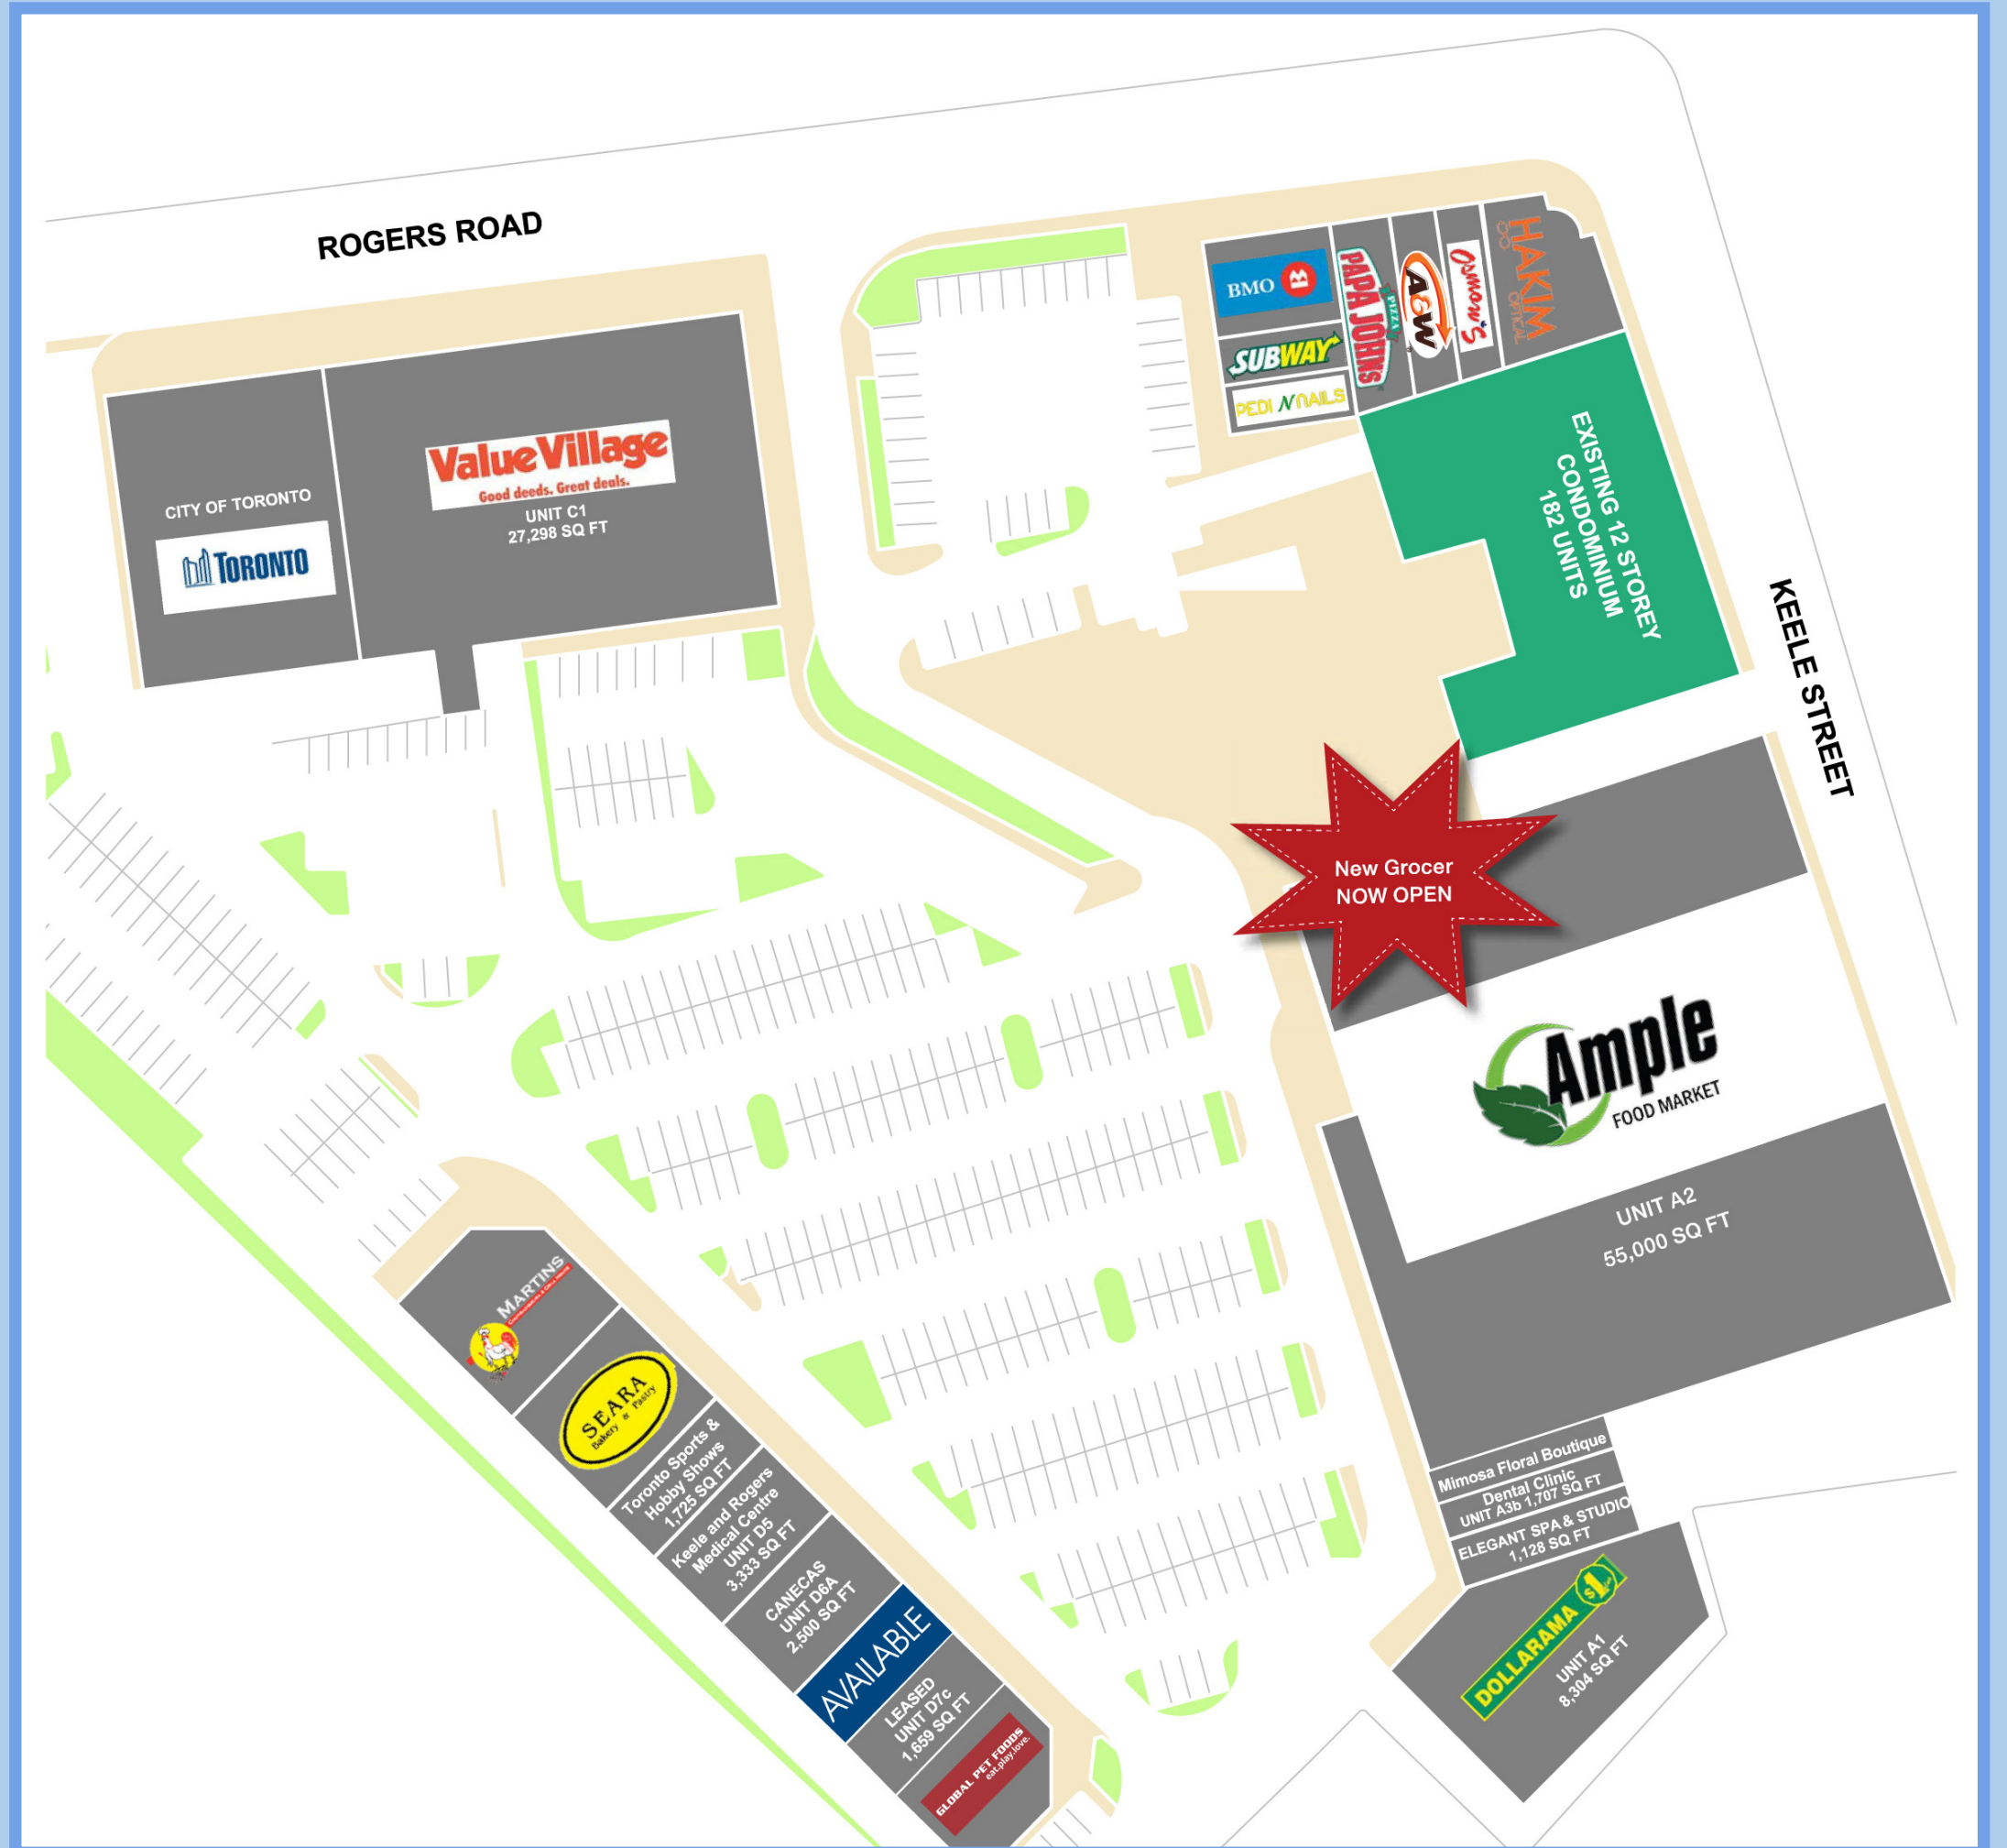 ROGERS ROAD
BMO
SUBWAY
PEDI N NAILS
PAPA JOHNS
PIZZA
A&W
Osmow's
HAKIM
OPTICAL
Value Village
Good deeds. Great deals.
UNIT C1
27,298 SQ FT
CITY OF TORONTO
TORONTO
EXISTING 12 STOREY
CONDOMINIUM
182 UNITS
KEELE STREET
New Grocer
NOW OPEN
Ample
FOOD MARKET
UNIT A2
55,000 SQ FT
MARTINS
SEARA
Bakery & Pastry
Toronto Sports &
Hobby Shows
1,725 SQ FT
Keele and Rogers
Medical Centre
UNIT D5
3,333 SQ FT
CANECAS
UNIT D6A
2,500 SQ FT
AVAILABLE
LEASED
UNIT D7c
1,659 SQ FT
GLOBAL PET FOODS
eat.play.love.
Mimosa Floral Boutique
Dental Clinic
UNIT A3b 1,707 SQ FT
ELEGANT SPA & STUDIO
1,128 SQ FT
DOLLARAMA $1
UNIT A1
8,304 SQ FT